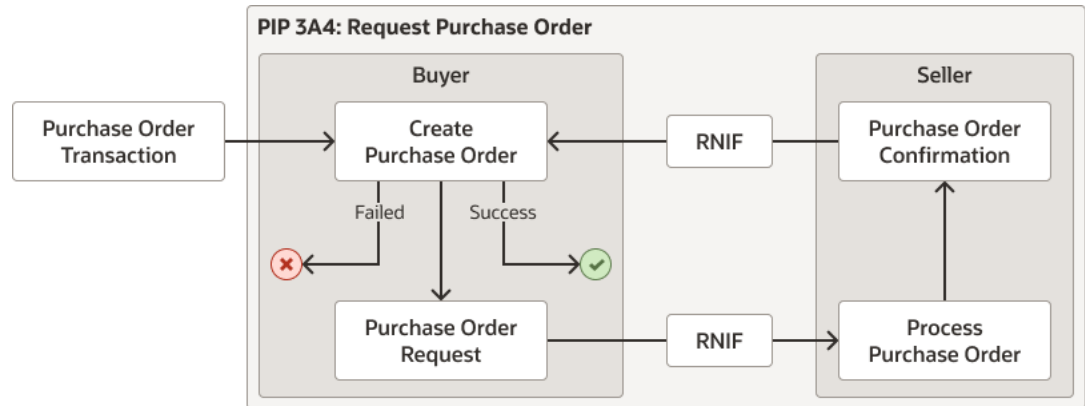 PIP 3A4: Request Purchase Order
Buyer
Seller
Purchase Order
Transaction
Create
Purchase Order
RNIF
Purchase Order
Confirmation
Failed
Success
Purchase Order
Request
RNIF
Process
Purchase Order